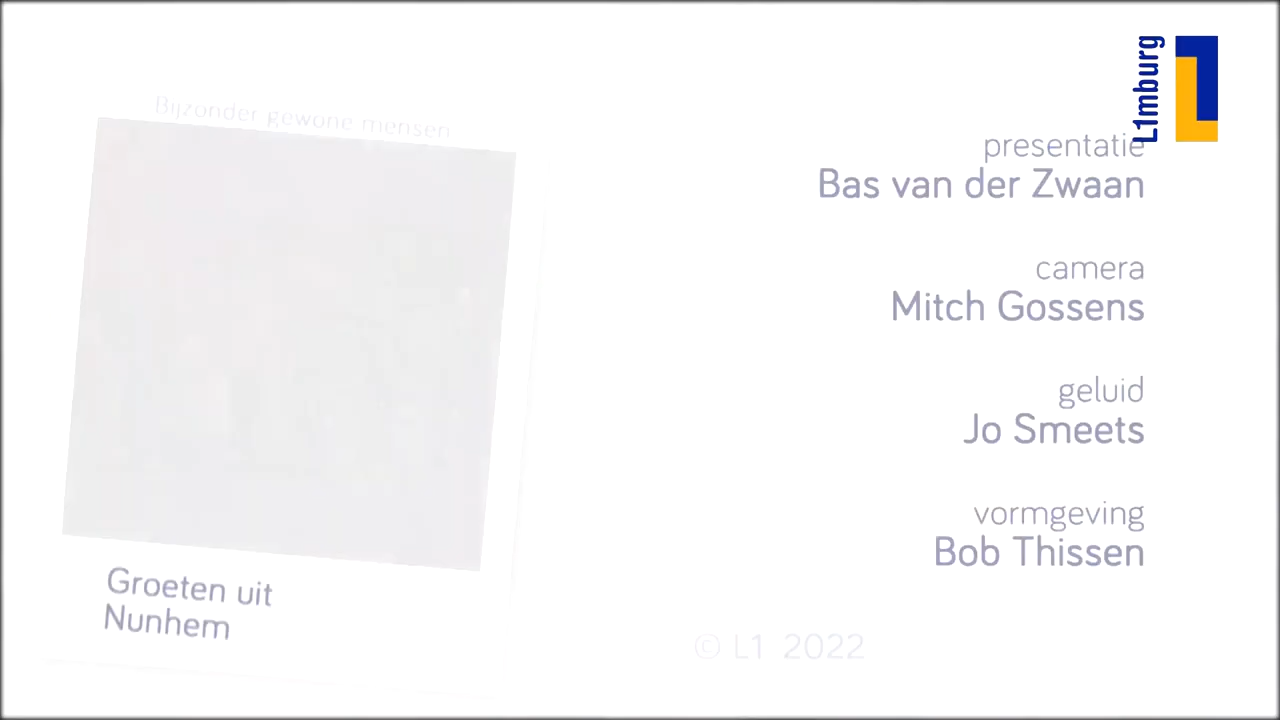 Bijzonder gewone mensen
Groeten uit
Nunhem
L1mburg
presentatie
Bas van der Zwaan
camera
Mitch Gossens
geluid
Jo Smeets
vormgeving
Bob Thissen
© L1 2022